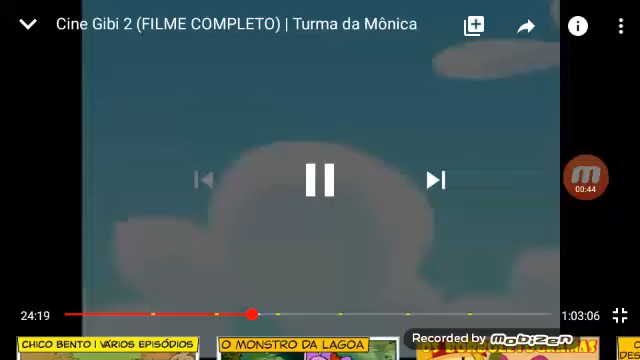 Cine Gibi 2 (FILME COMPLETO) | Turma da Mônica
00:44
24:19
1:03:06
CHICO BENTO | VÁRIOS EPISÓDIOS
O MONSTRO DA LAGOA
Recorded by Mobizen